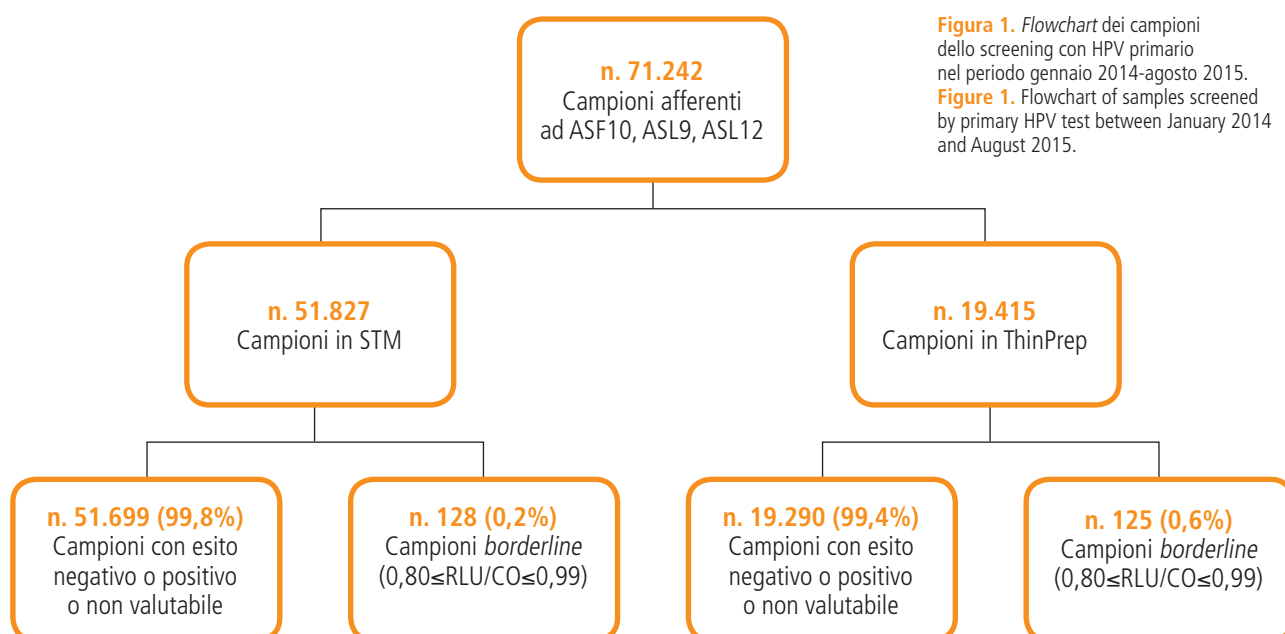 Figura 1. Flowchart dei campioni
dello screening con HPV primario
nel periodo gennaio 2014-agosto 2015.
Figure 1. Flowchart of samples screened
by primary HPV test between January 2014
and August 2015.
n. 71.242
Campioni afferenti
ad ASF10, ASL9, ASL12
n. 51.827
Campioni in STM
n. 19.415
Campioni in ThinPrep
n. 51.699 (99,8%)
Campioni con esito
negativo o positivo
o non valutabile
n. 128 (0,2%)
Campioni borderline
(0,80≤RLU/CO≤0,99)
n. 19.290 (99,4%)
Campioni con esito
negativo o positivo
o non valutabile
n. 125 (0,6%)
Campioni borderline
(0,80≤RLU/CO≤0,99)